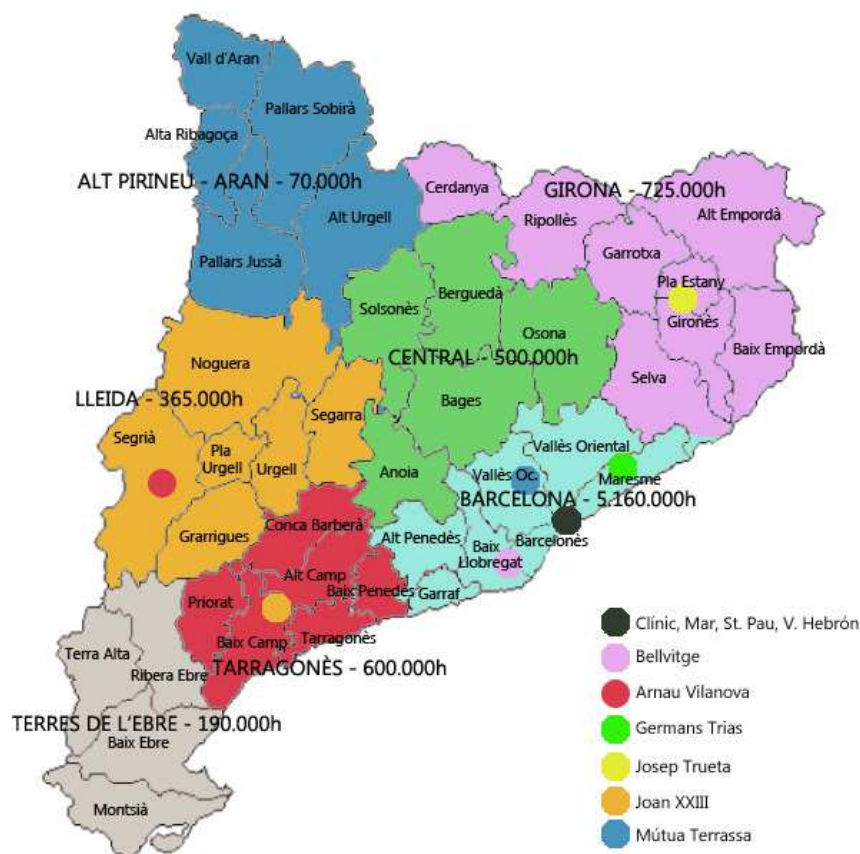 Vall d'Aran
Pallars Sobirà
Alta Ribagoça
ALT PIRINEU - ARAN - 70.000h
Cerdanya
GIRONA - 725.000h
Alt Urgell
Ripollès
Alt Empordà
Garrotxa
Pallars Jussà
Pla Estany
Solsonès
Berguedà
Osona
Gironès
Baix Empordà
Noguera
CENTRAL - 500.000h
Selva
LLEIDA - 365.000h
Segarra
Bages
Segrià
Pla
Urgell
Urgell
Vallès Oriental
Anoia
Vallès Oc.
Maresme
BARCELONA - 5.160.000h
Conca Barberà
Grarrigues
Alt Penedès
Barcelonès
Baix
Llobregat
Alt Camp
Garraf
Priorat
Baix Penedès
Baix Camp
Tarragonès
Terra Alta
Ribera Ebre
TARRAGONÈS - 600.000h
TERRES DE L'EBRE - 190.000h
Baix Ebre
Montsià
Clínic, Mar, St. Pau, V. Hebrón
Bellvitge
Arnau Vilanova
Germans Trias
Josep Trueta
Joan XXIII
Mútua Terrassa